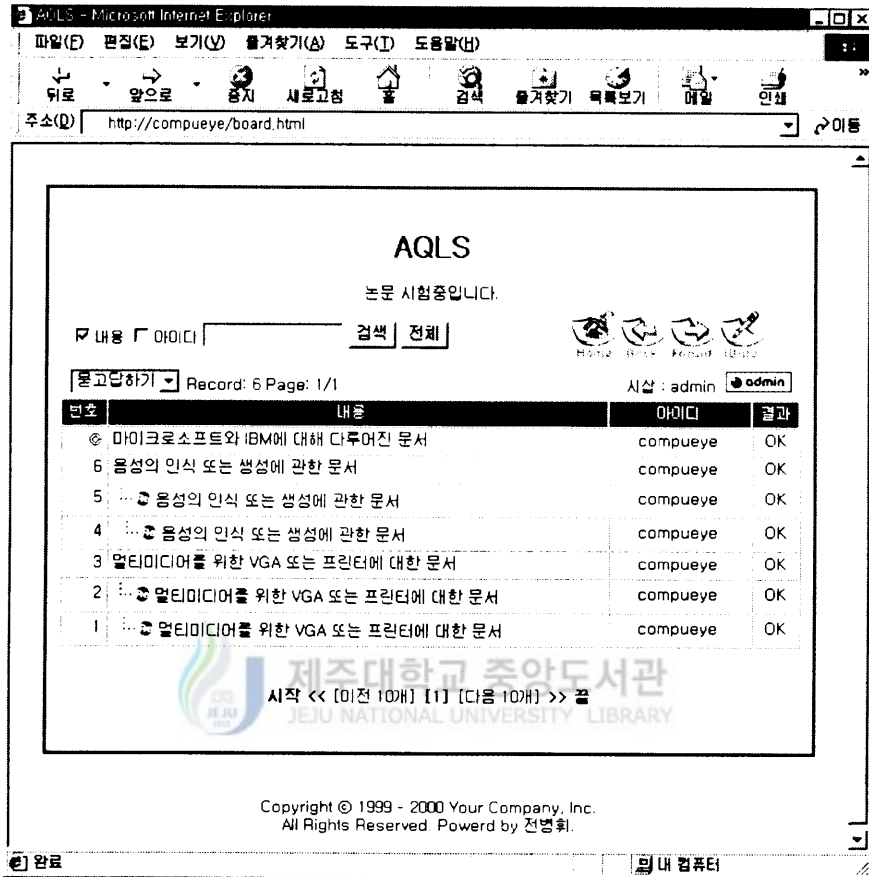 AQLS - Microsoft Internet Explorer
파일(F) 편집(E) 보기(V) 즐겨찾기(A) 도구(T) 도움말(H)
뒤로 앞으로 중지 새로고침 홈 검색 즐겨찾기 목록보기 메일 인쇄 »
주소(D) http://compueye/board.html 이동
AQLS
논문 시험중입니다.
내용 아이디 검색 전체
Home Back
묻고답하기 Record: 6 Page: 1/1 시샵 : admin admin
번호 내용 아이디 결과
마이크로소프트와 IBM에 대해 다루어진 문서 compueye OK
6 음성의 인식 또는 생성에 관한 문서 compueye OK
5 음성의 인식 또는 생성에 관한 문서 compueye OK
4 음성의 인식 또는 생성에 관한 문서 compueye OK
3 멀티미디어를 위한 VGA 또는 프린터에 대한 문서 compueye OK
2 멀티미디어를 위한 VGA 또는 프린터에 대한 문서 compueye OK
1 멀티미디어를 위한 VGA 또는 프린터에 대한 문서 compueye OK
제주대학교 중앙도서관
시작 << [이전 10개] [1] [다음 10개] >> 끝
JEJU NATIONAL UNIVERSITY LIBRARY
JEJU
1952
Copyright © 1999 - 2000 Your Company, Inc.
All Rights Reserved. Powerd by 전병휘.
완료 내 컴퓨터